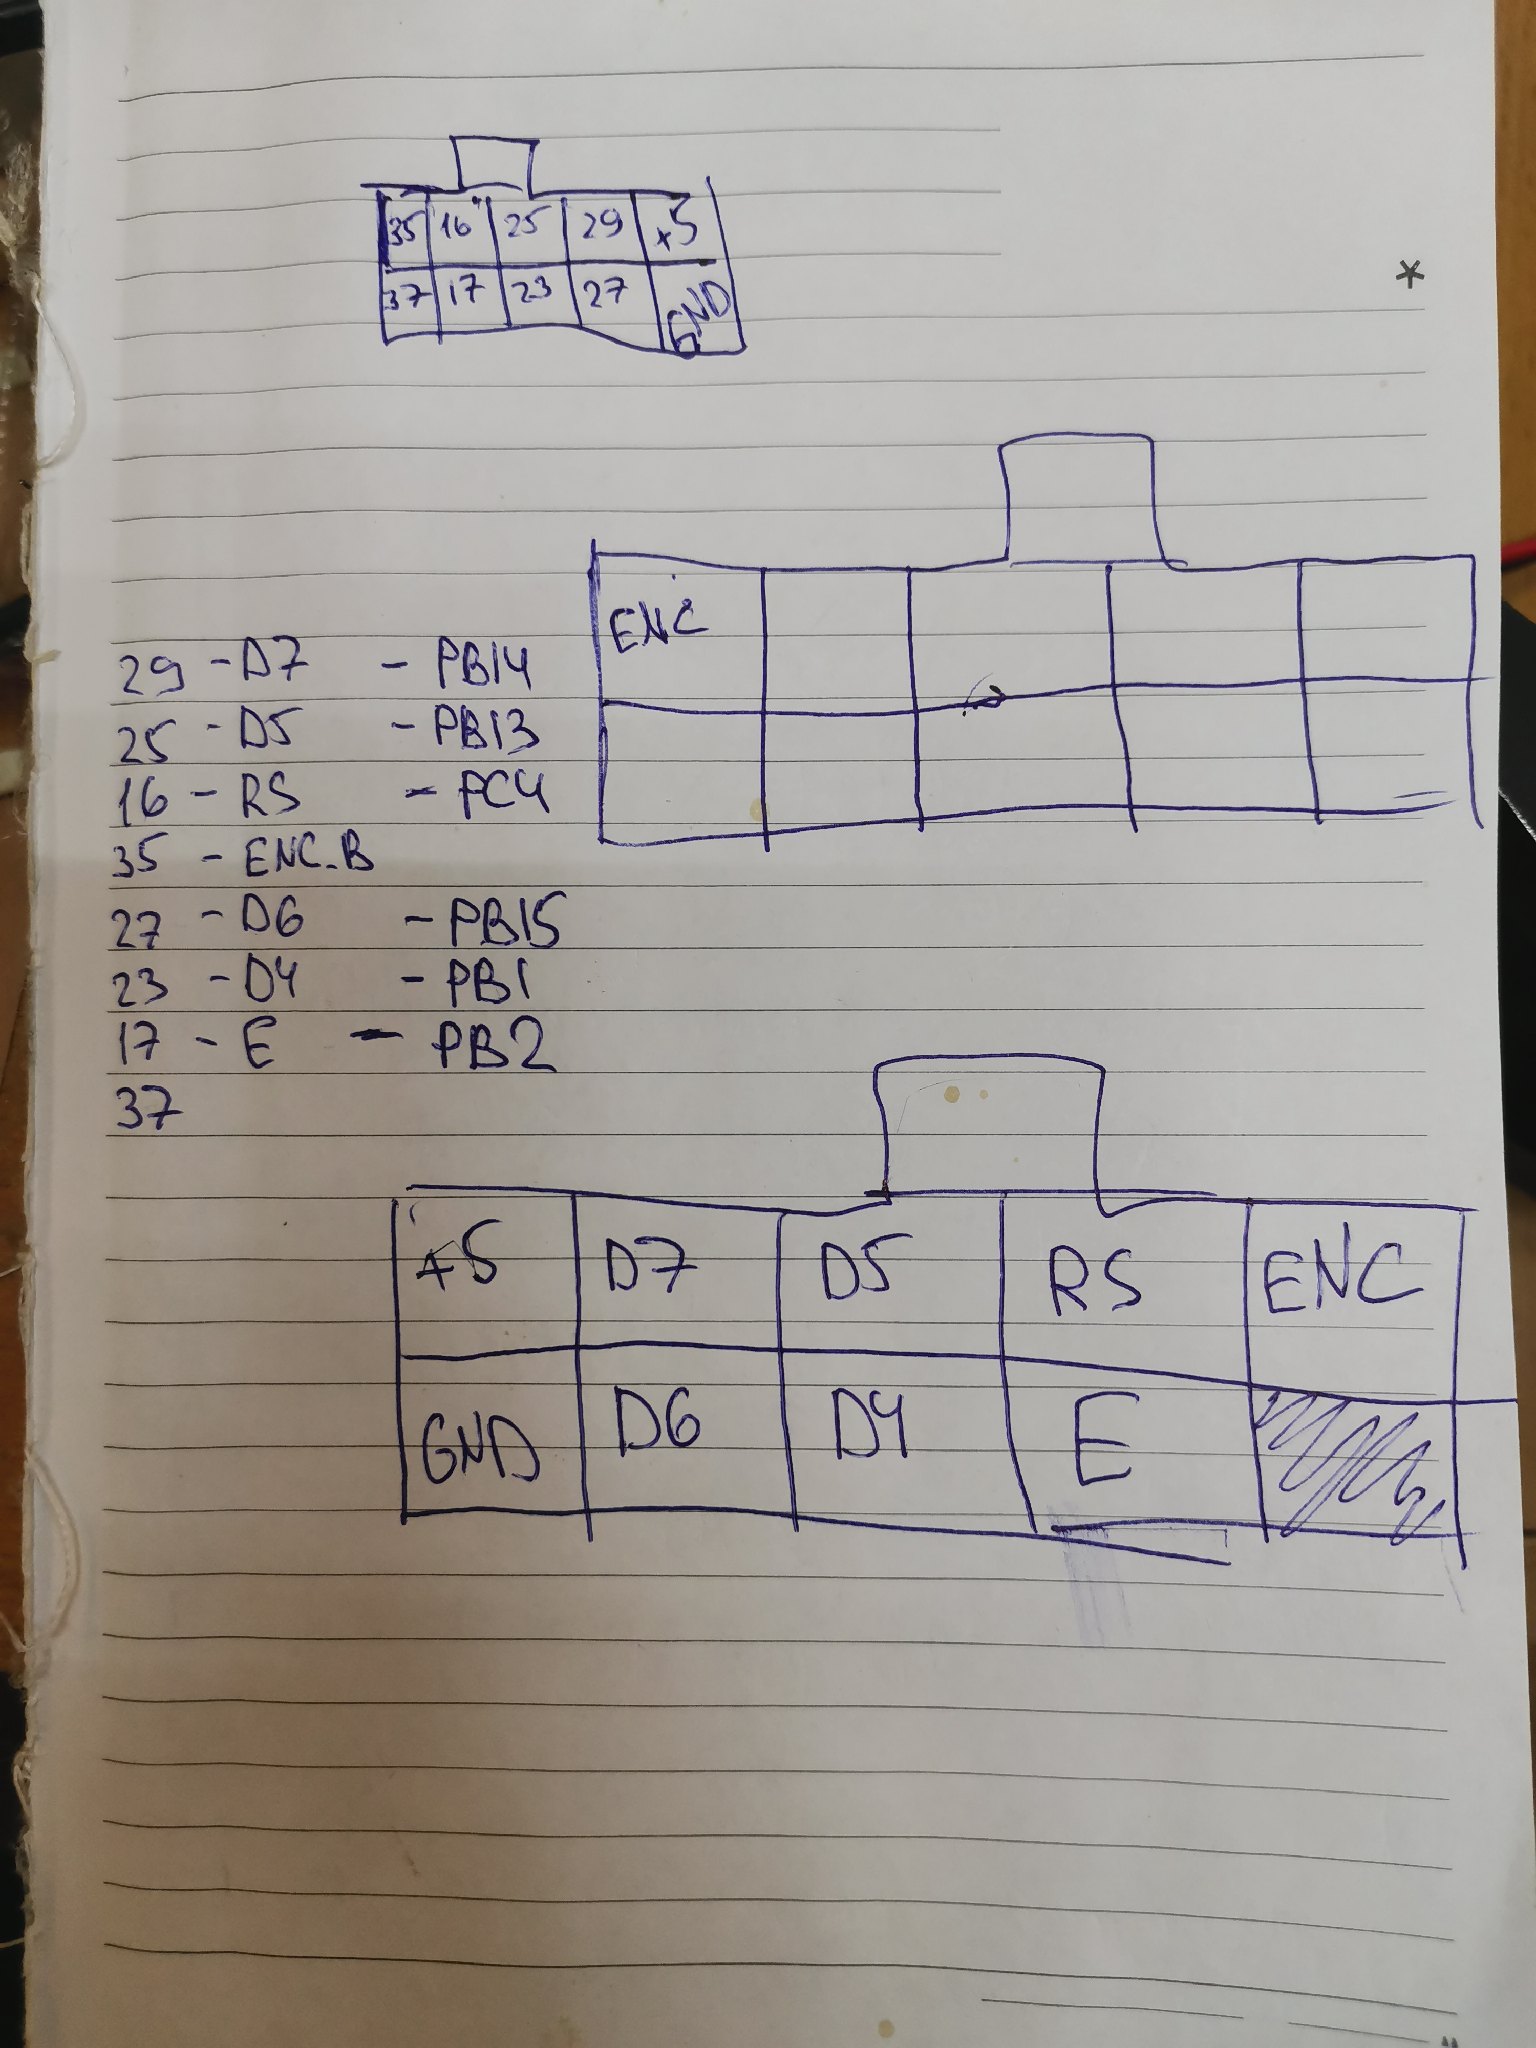 35 16 25 29 +5
37 17 23 27 GND
*
ENC
29 - D7 - PB14
25 - D5 - PB13
16 - RS - PC4
35 - ENC.B
27 - D6 - PB15
23 - D4 - PB1
17 - E - PB2
37
+5 D7 D5 RS ENC
GND D6 D4 E